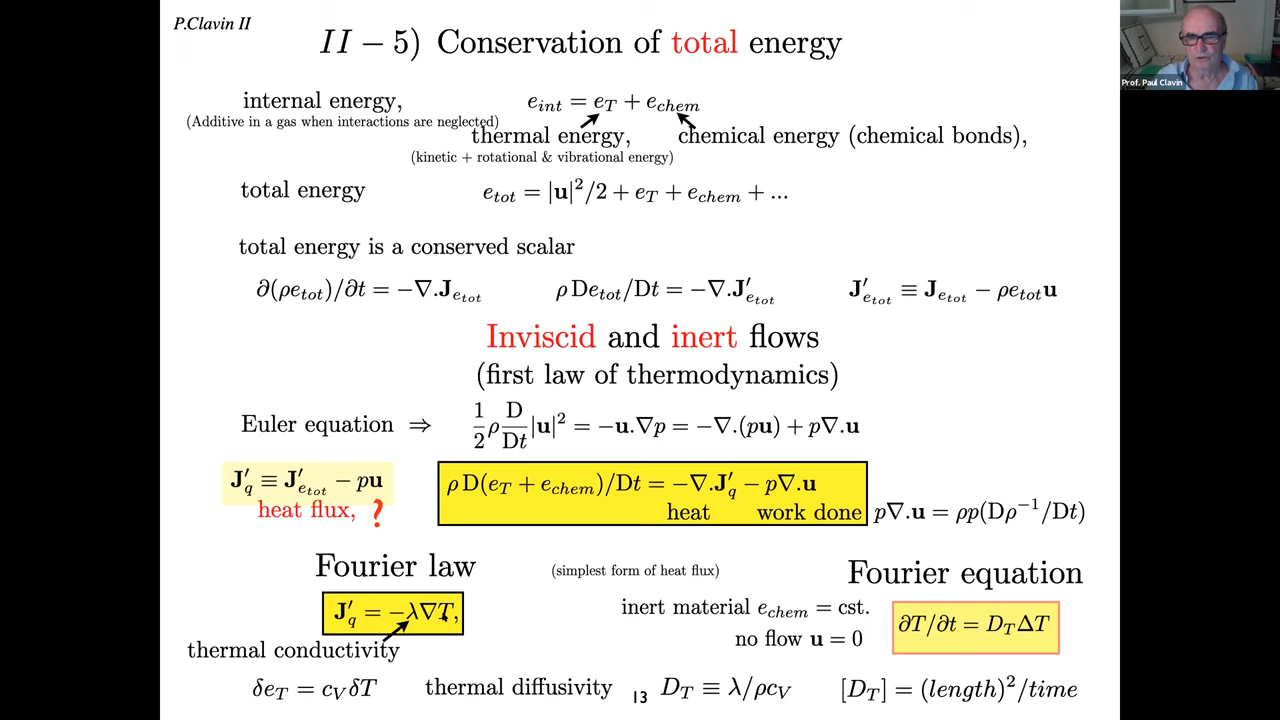 P.Clavin II
II – 5) Conservation of total energy
Prof. Paul Clavin
internal energy, e_int = e_T + e_chem
(Additive in a gas when interactions are neglected)
thermal energy, chemical energy (chemical bonds),
(kinetic + rotational & vibrational energy)
total energy e_tot = |u|²/2 + e_T + e_chem + ...
total energy is a conserved scalar
∂(ρe_tot)/∂t = −∇.J_e_tot ρ De_tot/Dt = −∇.J′_e_tot J′_e_tot ≡ J_e_tot − ρe_tot u
Inviscid and inert flows
(first law of thermodynamics)
Euler equation ⇒ 1/2 ρ D/Dt |u|² = −u.∇p = −∇.(pu) + p∇.u
J′_q ≡ J′_e_tot − pu ρ D(e_T + e_chem)/Dt = −∇.J′_q − p∇.u
heat flux, ? heat work done p∇.u = ρp(Dρ⁻¹/Dt)
Fourier law (simplest form of heat flux) Fourier equation
J′_q = −λ∇T, inert material e_chem = cst. ∂T/∂t = D_T ΔT
no flow u = 0
thermal conductivity
δe_T = c_V δT thermal diffusivity 13 D_T ≡ λ/ρc_V [D_T] = (length)²/time